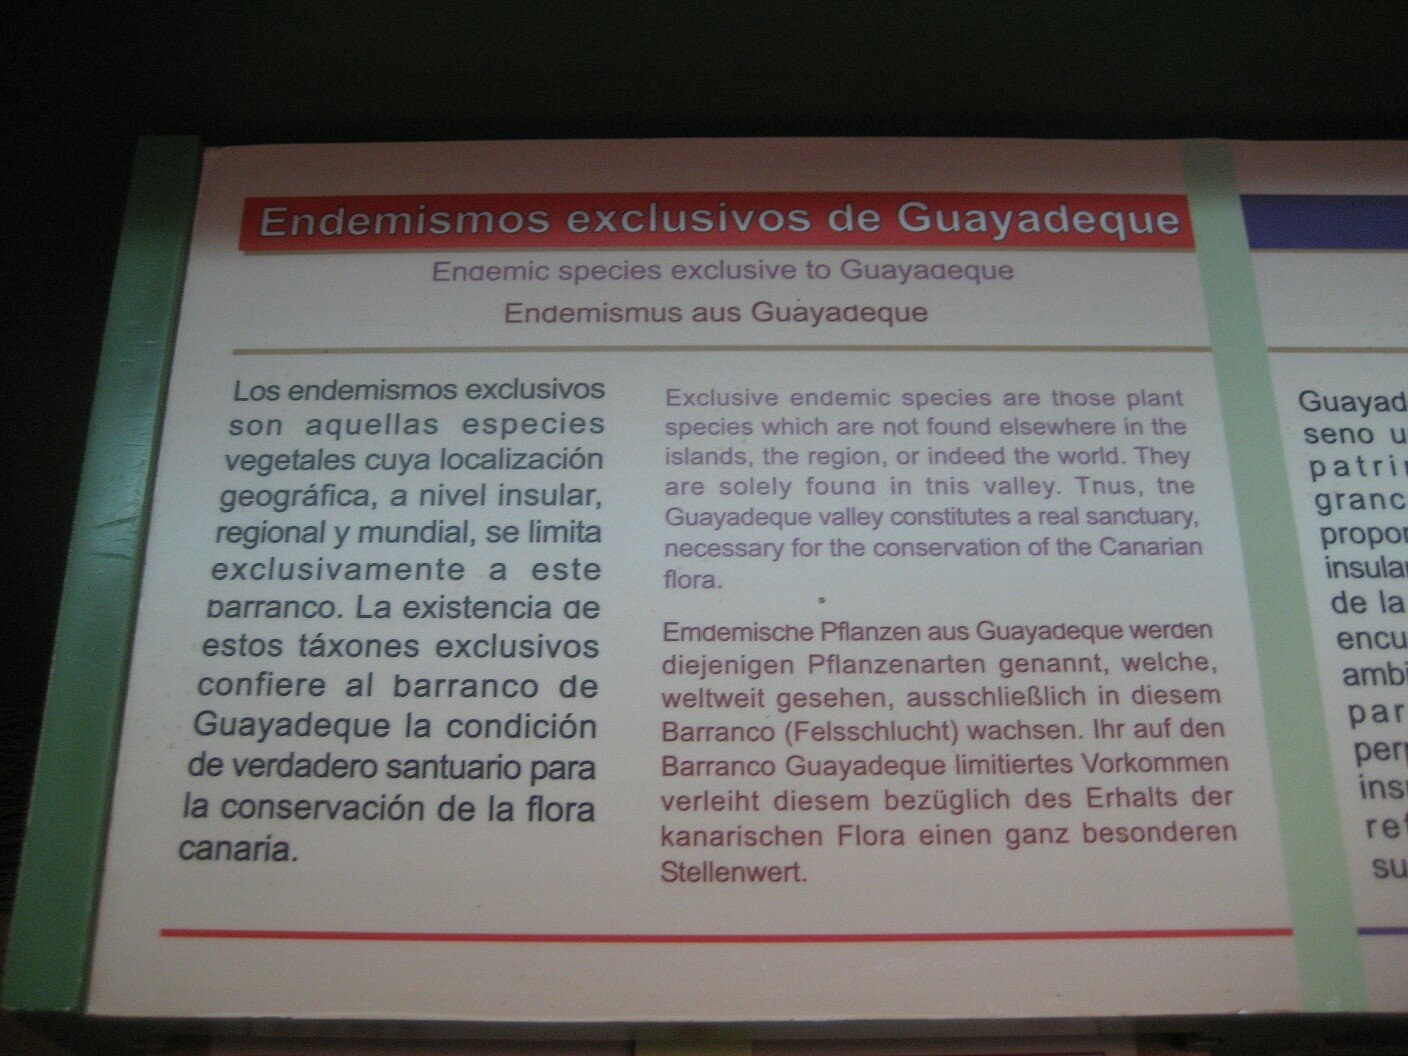 Endemismos exclusivos de Guayadeque
Endemic species exclusive to Guayadeque
Endemismus aus Guayadeque
Los endemismos exclusivos
son aquellas especies
vegetales cuya localización
geográfica, a nivel insular,
regional y mundial, se limita
exclusivamente a este
barranco. La existencia de
estos táxones exclusivos
confiere al barranco de
Guayadeque la condición
de verdadero santuario para
la conservación de la flora
canaria.
Exclusive endemic species are those plant
species which are not found elsewhere in the
islands, the region, or indeed the world. They
are solely found in this valley. Thus, the
Guayadeque valley constitutes a real sanctuary,
necessary for the conservation of the Canarian
flora.
Emdemische Pflanzen aus Guayadeque werden
diejenigen Pflanzenarten genannt, welche,
weltweit gesehen, ausschließlich in diesem
Barranco (Felsschlucht) wachsen. Ihr auf den
Barranco Guayadeque limitiertes Vorkommen
verleiht diesem bezüglich des Erhalts der
kanarischen Flora einen ganz besonderen
Stellenwert.
Guayad
seno u
patri
granc
propor
insular
de la
encu
ambi
par
per
ins
ref
su